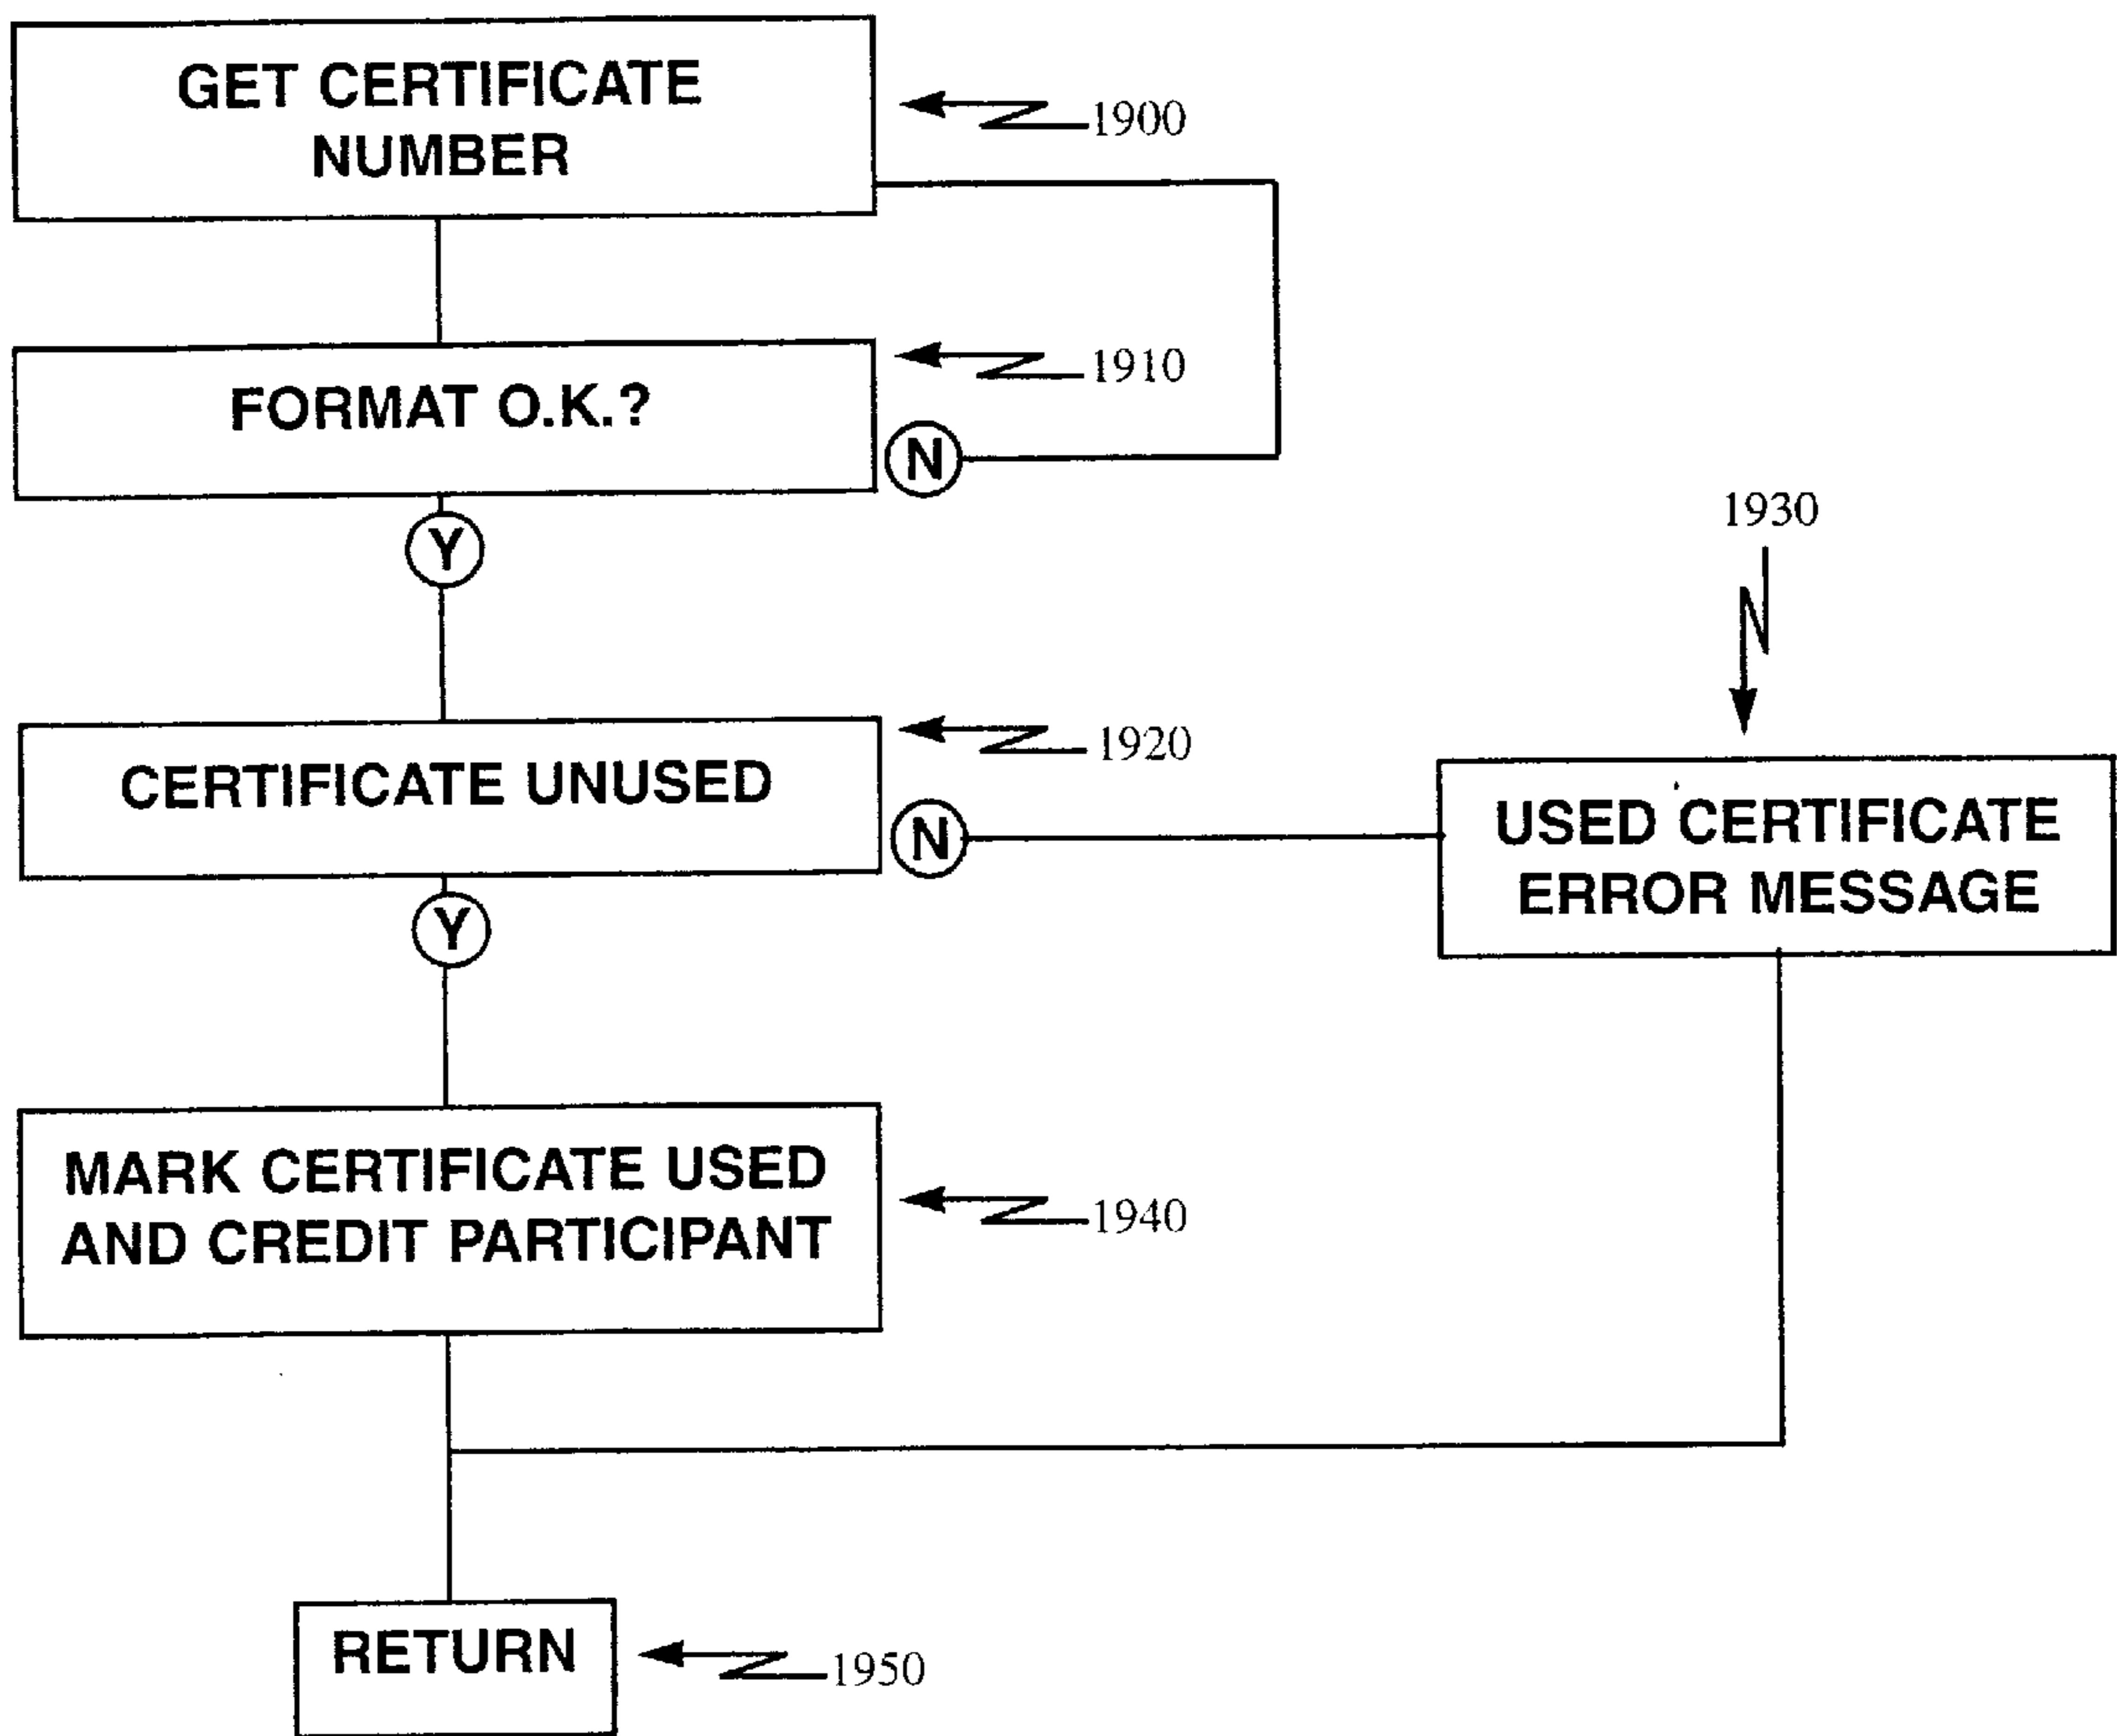 GET CERTIFICATE
NUMBER
1900
FORMAT O.K.?
1910
N
Y
1930
CERTIFICATE UNUSED
1920
N
USED CERTIFICATE
ERROR MESSAGE
Y
MARK CERTIFICATE USED
AND CREDIT PARTICIPANT
1940
RETURN
1950